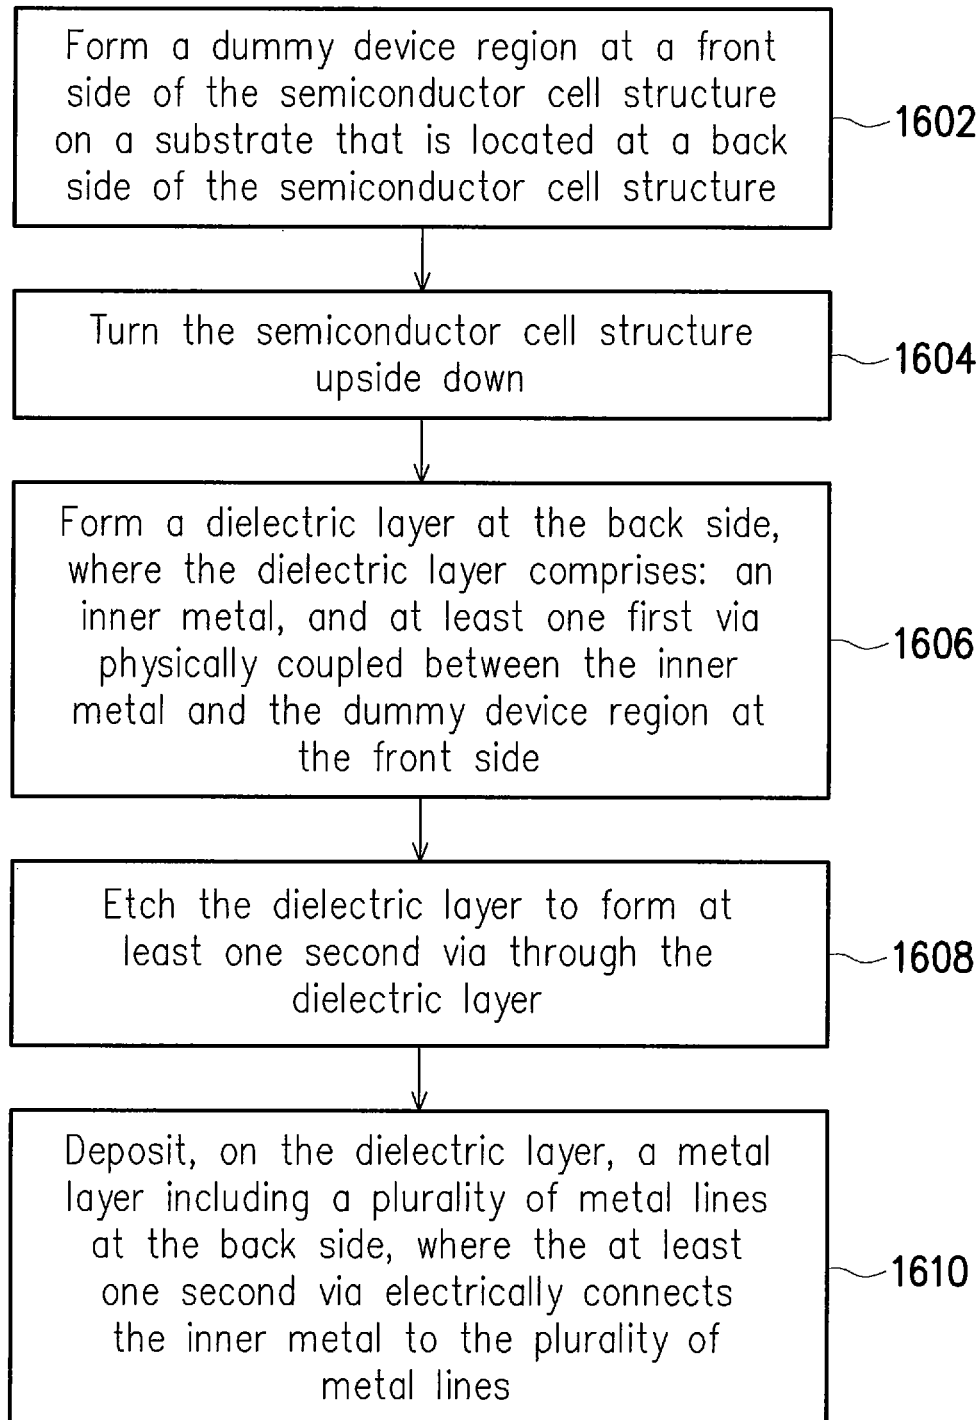 Form a dummy device region at a front
side of the semiconductor cell structure
on a substrate that is located at a back
side of the semiconductor cell structure
1602
Turn the semiconductor cell structure
upside down
1604
Form a dielectric layer at the back side,
where the dielectric layer comprises: an
inner metal, and at least one first via
physically coupled between the inner
metal and the dummy device region at
the front side
1606
Etch the dielectric layer to form at
least one second via through the
dielectric layer
1608
Deposit, on the dielectric layer, a metal
layer including a plurality of metal lines
at the back side, where the at least
one second via electrically connects
the inner metal to the plurality of
metal lines
1610